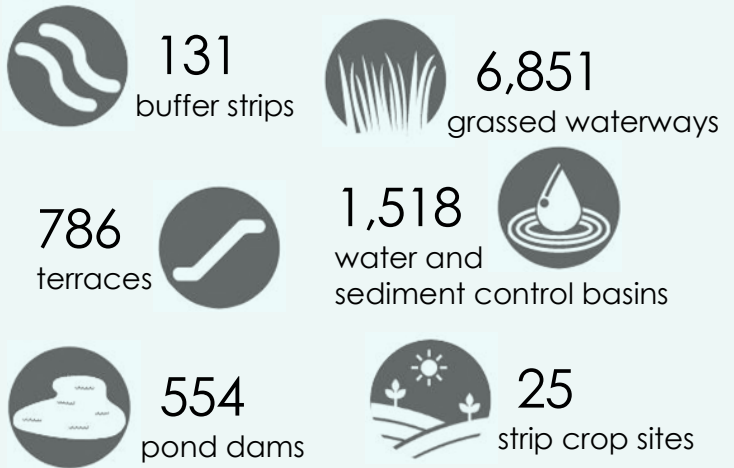 131
buffer strips
6,851
grassed waterways
786
terraces
1,518
water and
sediment control basins
554
pond dams
25
strip crop sites